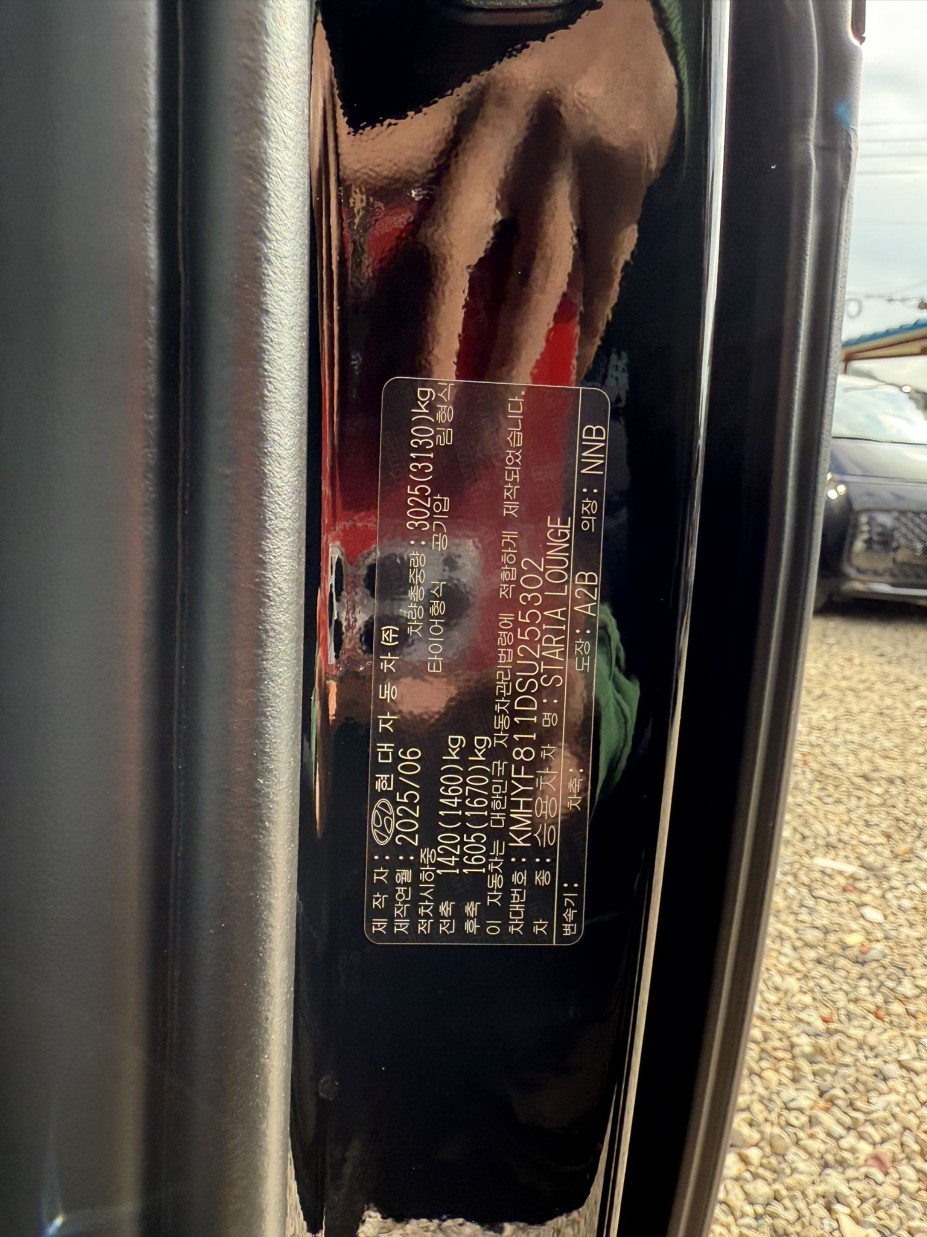 제 작 자 : 현 대 자 동 차 (주)
제작연월 : 2025/06 차량총중량 : 3025(3130)kg
적차시하중 타이어형식 공기압 림 형식
전축 1420(1460)kg
후축 1605(1670)kg
이 자동차는 대한민국 자동차관리법령에 적합하게 제작되었습니다.
차대번호 : KMHYF811DSU255302
차 종 : 승용차 차 명 : STARIA LOUNGE
변속기 : 차축 : 도장 : A2B 의장 : NNB